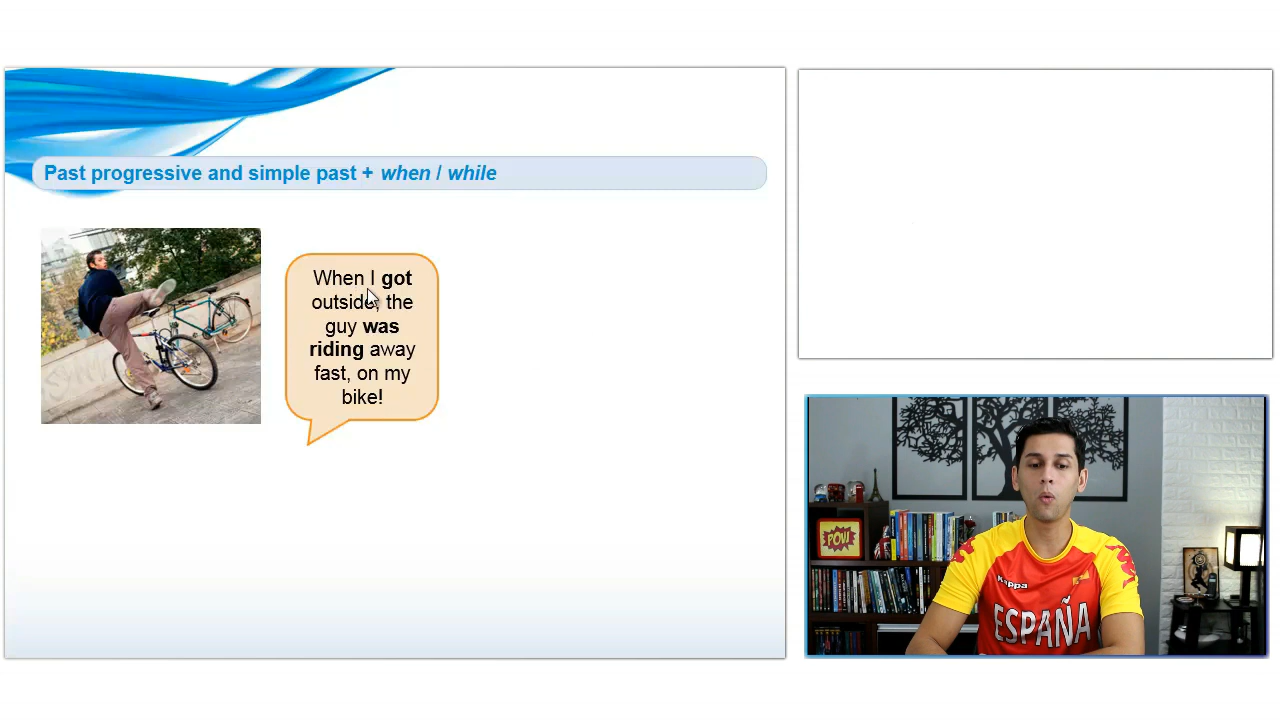 Past progressive and simple past + when / while
When I got
outside, the
guy was
riding away
fast, on my
bike!
POW!
Kappa
ESPAÑA